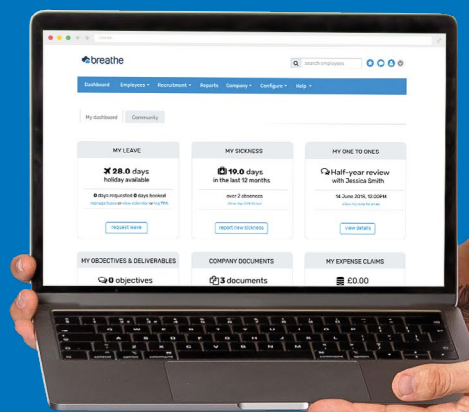 breathe
search employees
Dashboard Employees Recruitment Reports Company Configure Help
My dashboard Community
MY LEAVE
28.0 days
holiday available
0 days requested 0 days booked
request leave
MY SICKNESS
19.0 days
in the last 12 months
over 2 absences
report new sickness
MY ONE TO ONES
Half-year review
with Jessica Smith
14 June 2016, 12:00PM
view details
MY OBJECTIVES & DELIVERABLES
0 objectives
COMPANY DOCUMENTS
3 documents
MY EXPENSE CLAIMS
£0.00